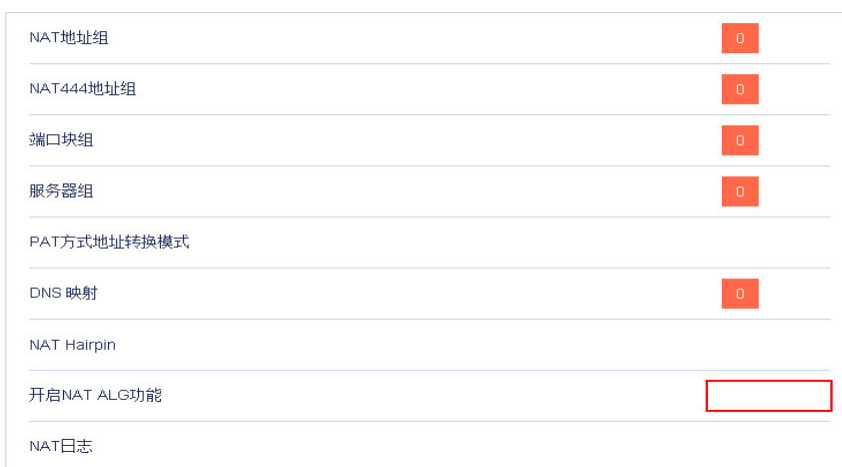 NAT地址组 0
NAT444地址组 0
端口块组 0
服务器组 0
PAT方式地址转换模式
DNS 映射 0
NAT Hairpin
开启NAT ALG功能
NAT日志